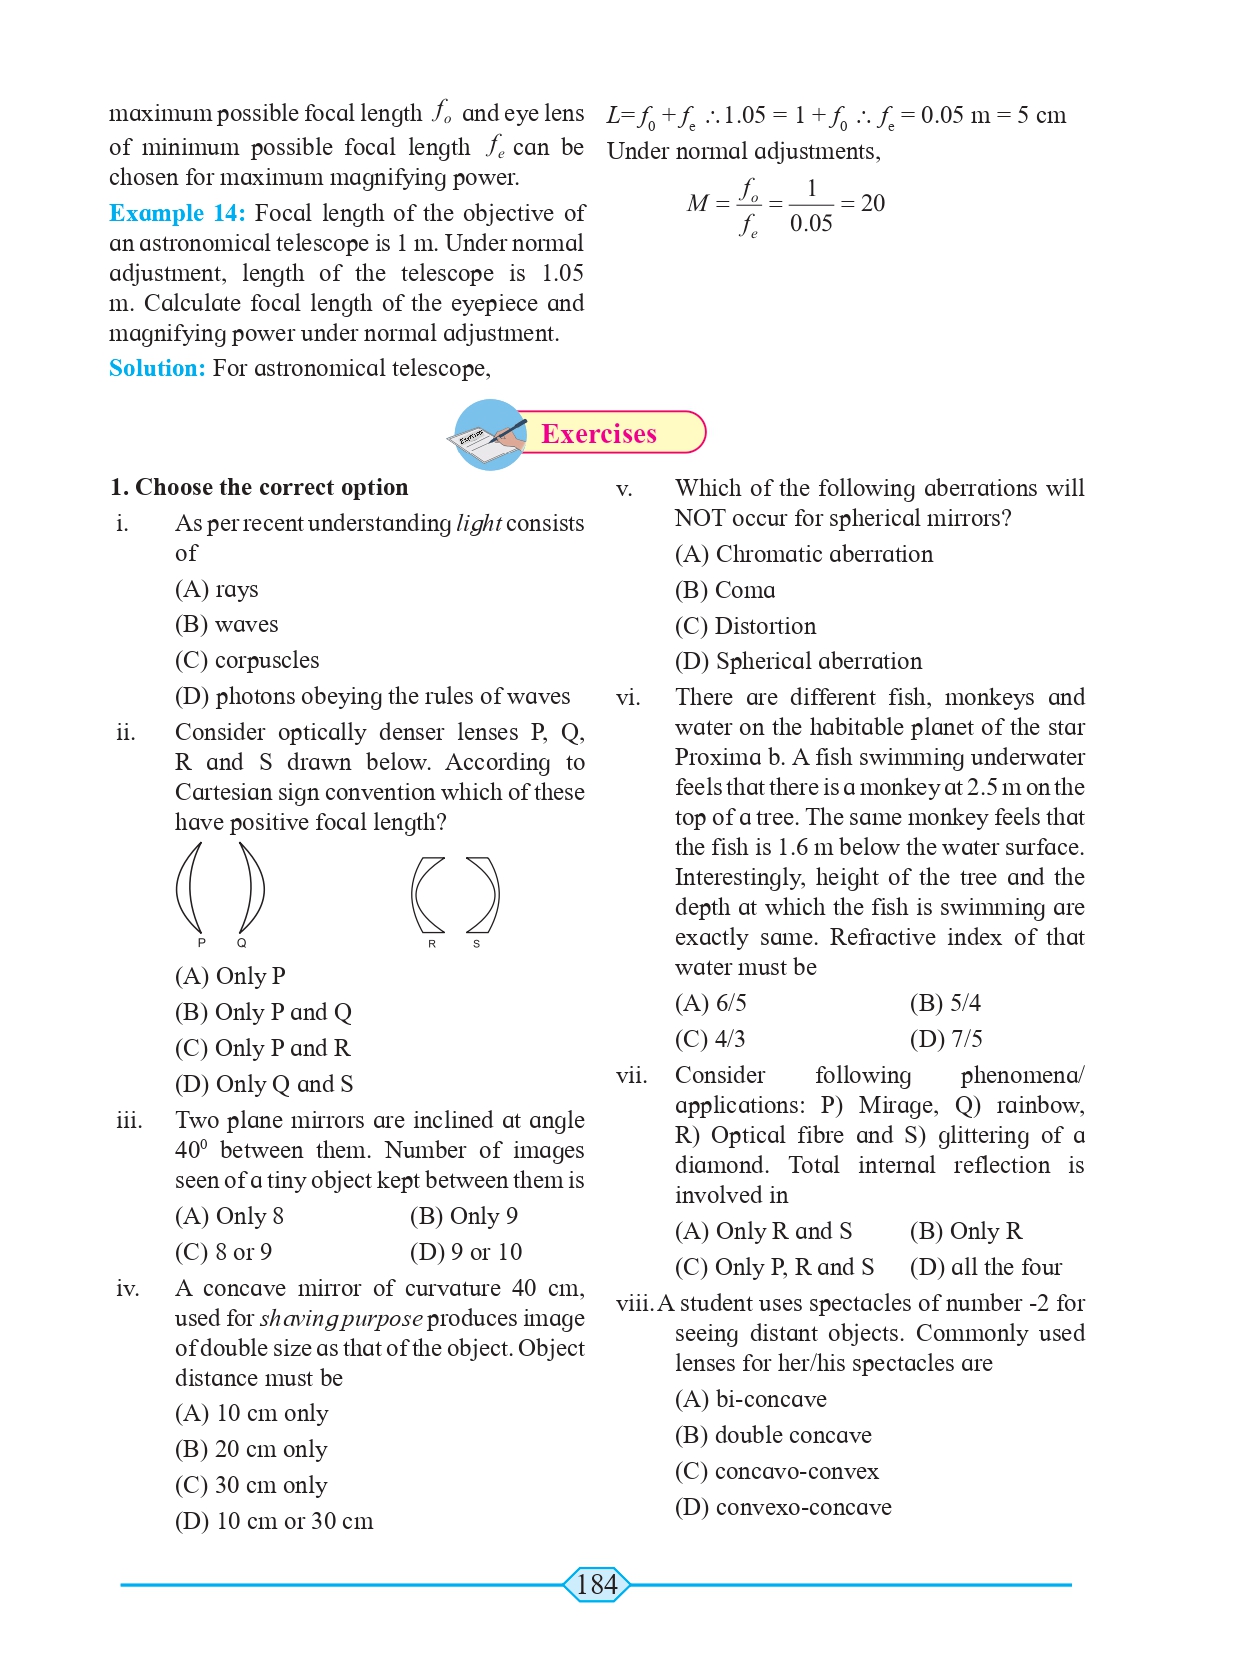 maximum possible focal length fₒ and eye lens
of minimum possible focal length fₑ can be
chosen for maximum magnifying power.
Example 14: Focal length of the objective of
an astronomical telescope is 1 m. Under normal
adjustment, length of the telescope is 1.05
m. Calculate focal length of the eyepiece and
magnifying power under normal adjustment.
Solution: For astronomical telescope,
L=f₀ + fₑ ∴1.05 = 1 + f₀ ∴ fₑ = 0.05 m = 5 cm
Under normal adjustments,
M = fₒ/fₑ = 1/0.05 = 20
Exercises
1. Choose the correct option
i. As per recent understanding light consists
of
(A) rays
(B) waves
(C) corpuscles
(D) photons obeying the rules of waves
ii. Consider optically denser lenses P, Q,
R and S drawn below. According to
Cartesian sign convention which of these
have positive focal length?
P Q R S
(A) Only P
(B) Only P and Q
(C) Only P and R
(D) Only Q and S
iii. Two plane mirrors are inclined at angle
40⁰ between them. Number of images
seen of a tiny object kept between them is
(A) Only 8 (B) Only 9
(C) 8 or 9 (D) 9 or 10
iv. A concave mirror of curvature 40 cm,
used for shaving purpose produces image
of double size as that of the object. Object
distance must be
(A) 10 cm only
(B) 20 cm only
(C) 30 cm only
(D) 10 cm or 30 cm
v. Which of the following aberrations will
NOT occur for spherical mirrors?
(A) Chromatic aberration
(B) Coma
(C) Distortion
(D) Spherical aberration
vi. There are different fish, monkeys and
water on the habitable planet of the star
Proxima b. A fish swimming underwater
feels that there is a monkey at 2.5 m on the
top of a tree. The same monkey feels that
the fish is 1.6 m below the water surface.
Interestingly, height of the tree and the
depth at which the fish is swimming are
exactly same. Refractive index of that
water must be
(A) 6/5 (B) 5/4
(C) 4/3 (D) 7/5
vii. Consider following phenomena/
applications: P) Mirage, Q) rainbow,
R) Optical fibre and S) glittering of a
diamond. Total internal reflection is
involved in
(A) Only R and S (B) Only R
(C) Only P, R and S (D) all the four
viii. A student uses spectacles of number -2 for
seeing distant objects. Commonly used
lenses for her/his spectacles are
(A) bi-concave
(B) double concave
(C) concavo-convex
(D) convexo-concave
184